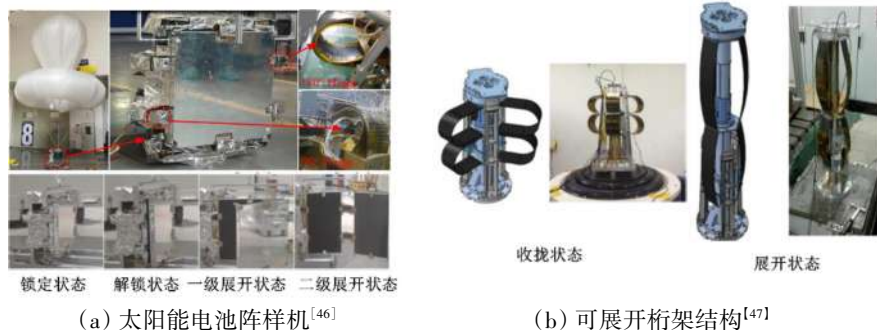 8
锁定状态 解锁状态 一级展开状态 二级展开状态
收拢状态
展开状态
(a) 太阳能电池阵样机[46]
(b) 可展开桁架结构【47】